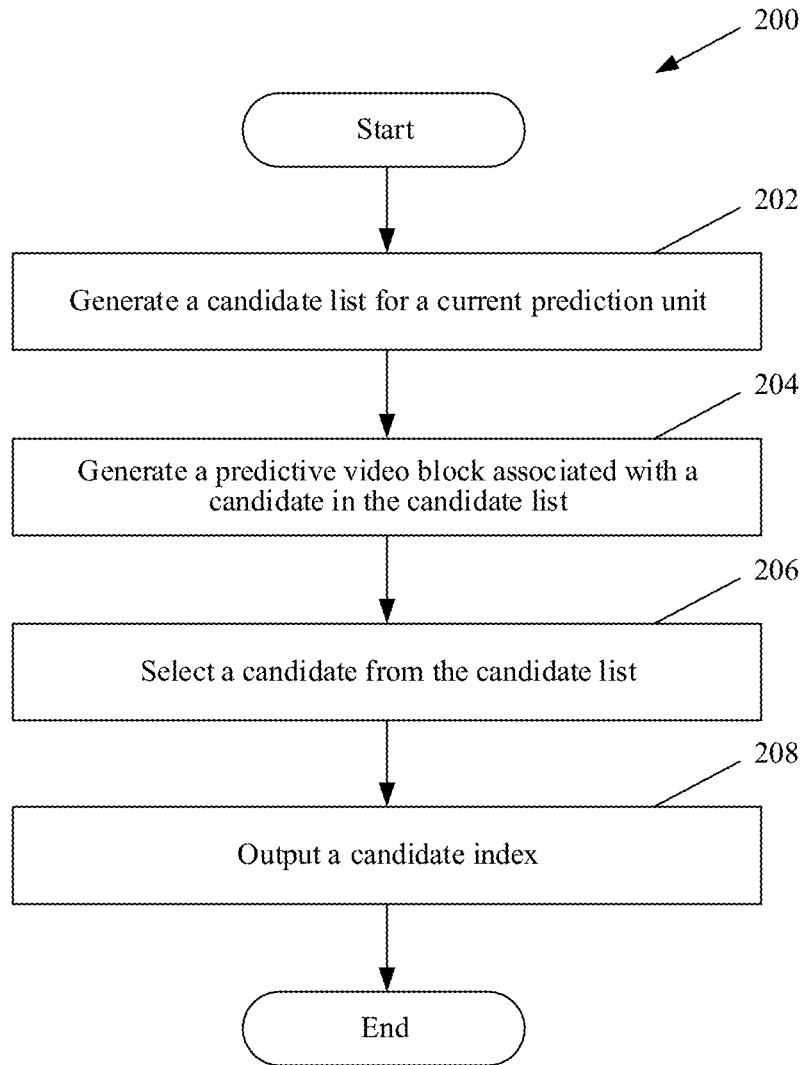 200
Start
202
Generate a candidate list for a current prediction unit
204
Generate a predictive video block associated with a
candidate in the candidate list
206
Select a candidate from the candidate list
208
Output a candidate index
End